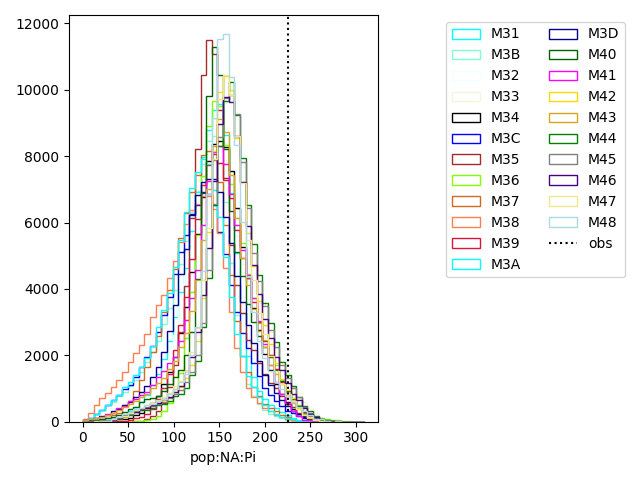 12000
10000
8000
6000
4000
2000
0
0 50 100 150 200 250 300
pop:NA:Pi
M31 M3D
M3B M40
M32 M41
M33 M42
M34 M43
M3C M44
M35 M45
M36 M46
M37 M47
M38 M48
M39 obs
M3A